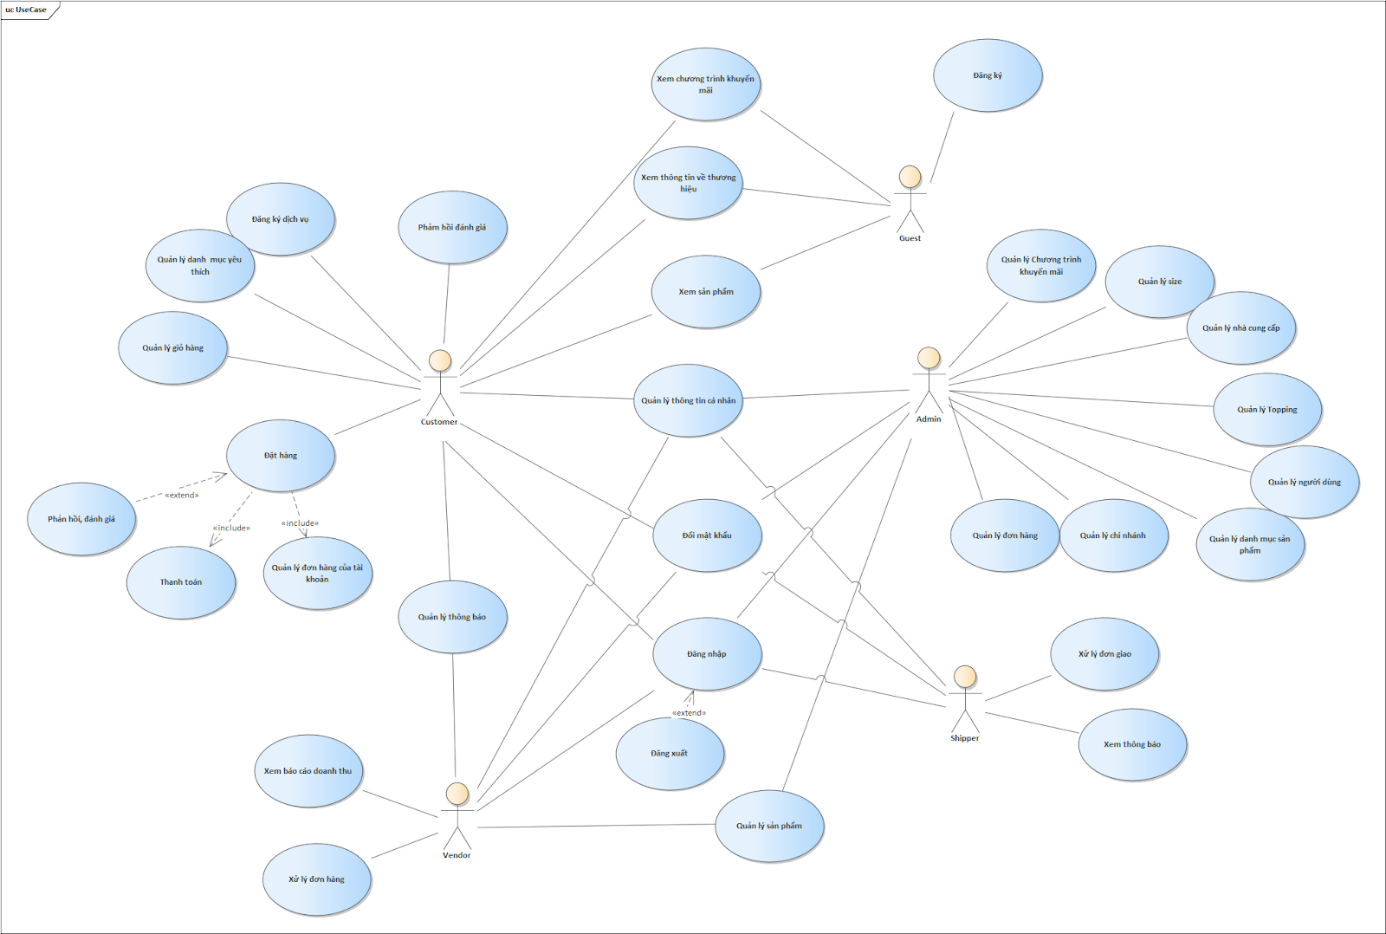 uc UseCase
Xem chương trình khuyến
mãi
Đăng ký
Xem thông tin về thương
hiệu
Đăng ký dịch vụ
Phảm hồi đánh giá
Guest
Quản lý danh mục yêu
thích
Quản lý Chương trình
khuyến mãi
Quản lý size
Xem sản phẩm
Quản lý nhà cung cấp
Quản lý giỏ hàng
Quản lý thông tin cá nhân
Customer
Admin
Quản lý Topping
Đặt hàng
Quản lý người dùng
«extend»
Phản hồi, đánh giá
«include»
«include»
Đổi mật khẩu
Quản lý đơn hàng
Quản lý chi nhánh
Quản lý danh mục sản
phẩm
Thanh toán
Quản lý đơn hàng của tài
khoản
Quản lý thông báo
Đăng nhập
Xử lý đơn giao
«extend»
Shipper
Xem thông báo
Đăng xuất
Xem báo cáo doanh thu
Quản lý sản phẩm
Vendor
Xử lý đơn hàng